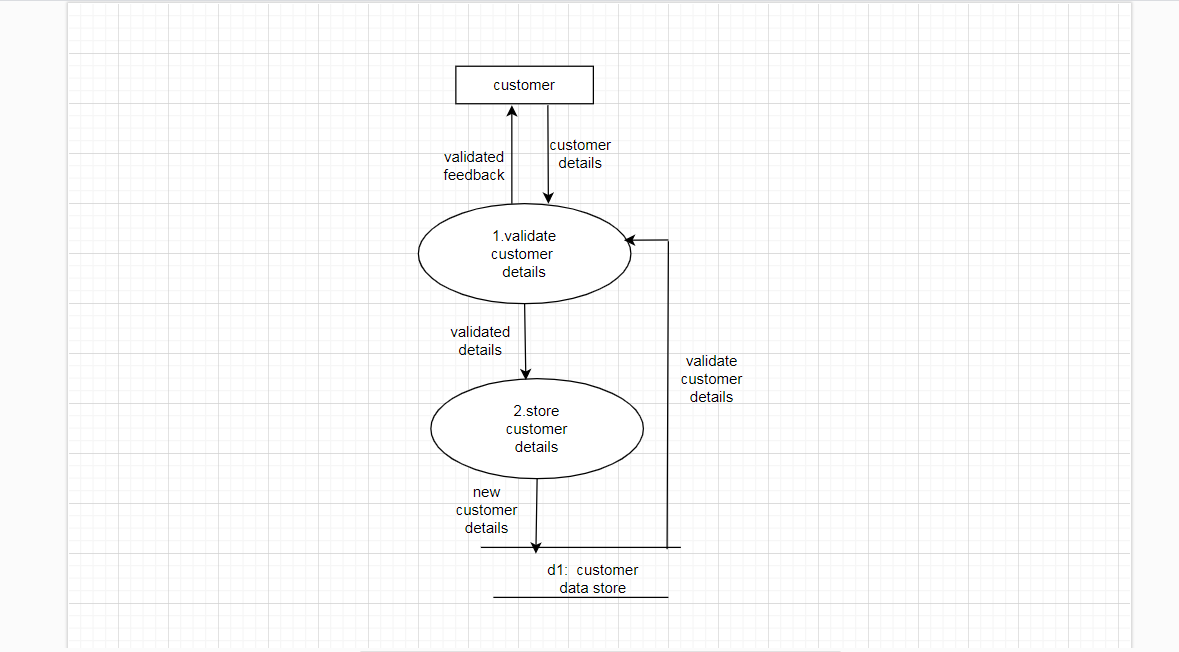 customer
validated
feedback
customer
details
1.validate
customer
details
validated
details
validate
customer
details
2.store
customer
details
new
customer
details
d1: customer
data store